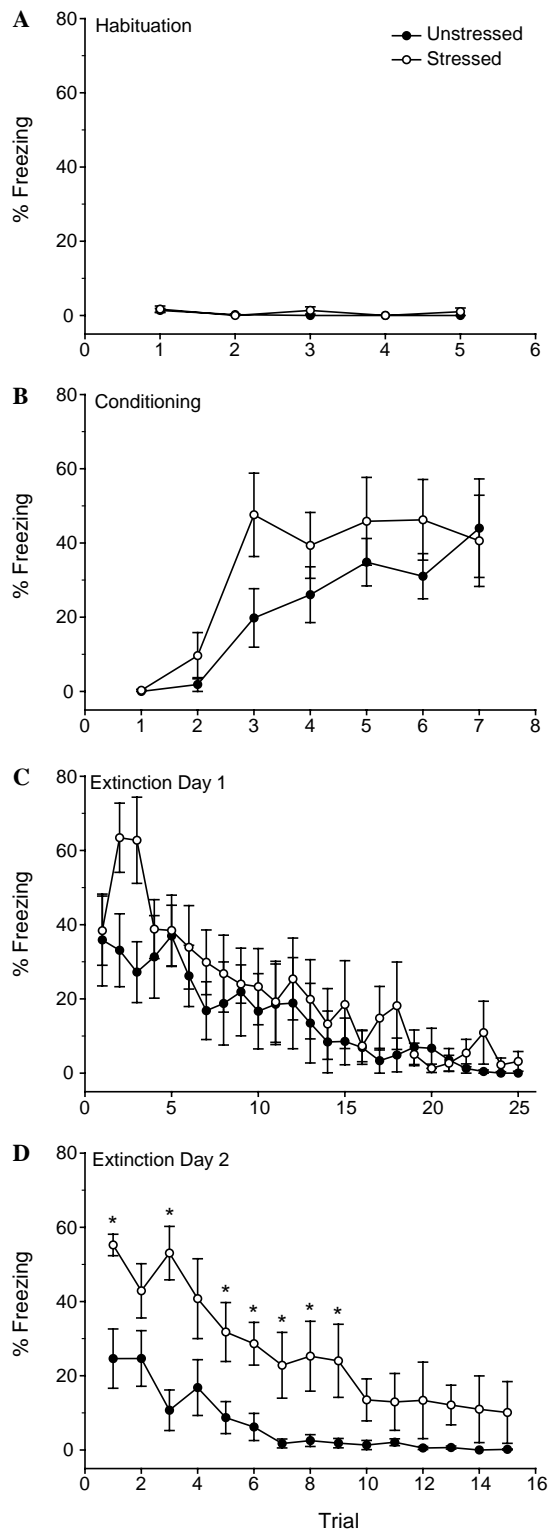 A
Habituation
Unstressed
Stressed
80
60
40
20
0
% Freezing
0 1 2 3 4 5 6
B
Conditioning
80
60
40
20
0
% Freezing
0 1 2 3 4 5 6 7 8
C
Extinction Day 1
80
60
40
20
0
% Freezing
0 5 10 15 20 25
D
Extinction Day 2
80
60
40
20
0
% Freezing
* * * * * * *
0 2 4 6 8 10 12 14 16
Trial